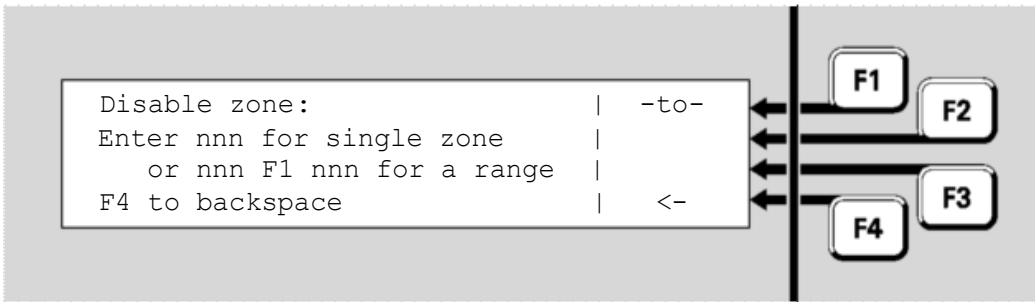 Disable zone: | -to-
Enter nnn for single zone |
or nnn F1 nnn for a range |
F4 to backspace | <-
F1
F2
F3
F4